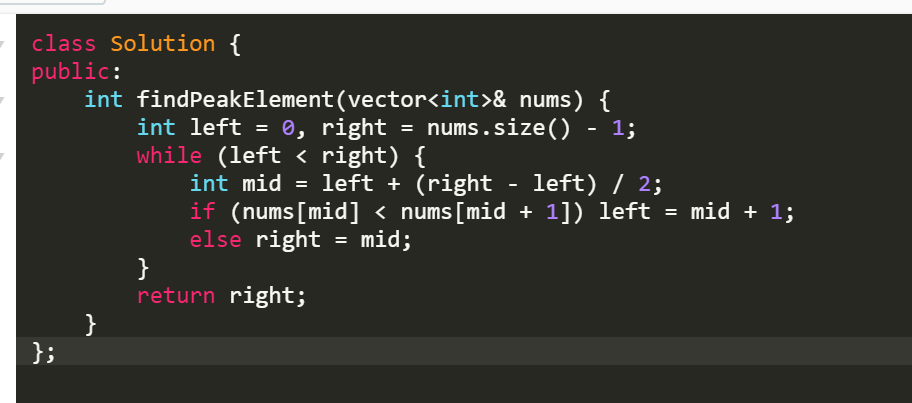 class Solution {
public:
    int findPeakElement(vector<int>& nums) {
        int left = 0, right = nums.size() - 1;
        while (left < right) {
            int mid = left + (right - left) / 2;
            if (nums[mid] < nums[mid + 1]) left = mid + 1;
            else right = mid;
        }
        return right;
    }
};